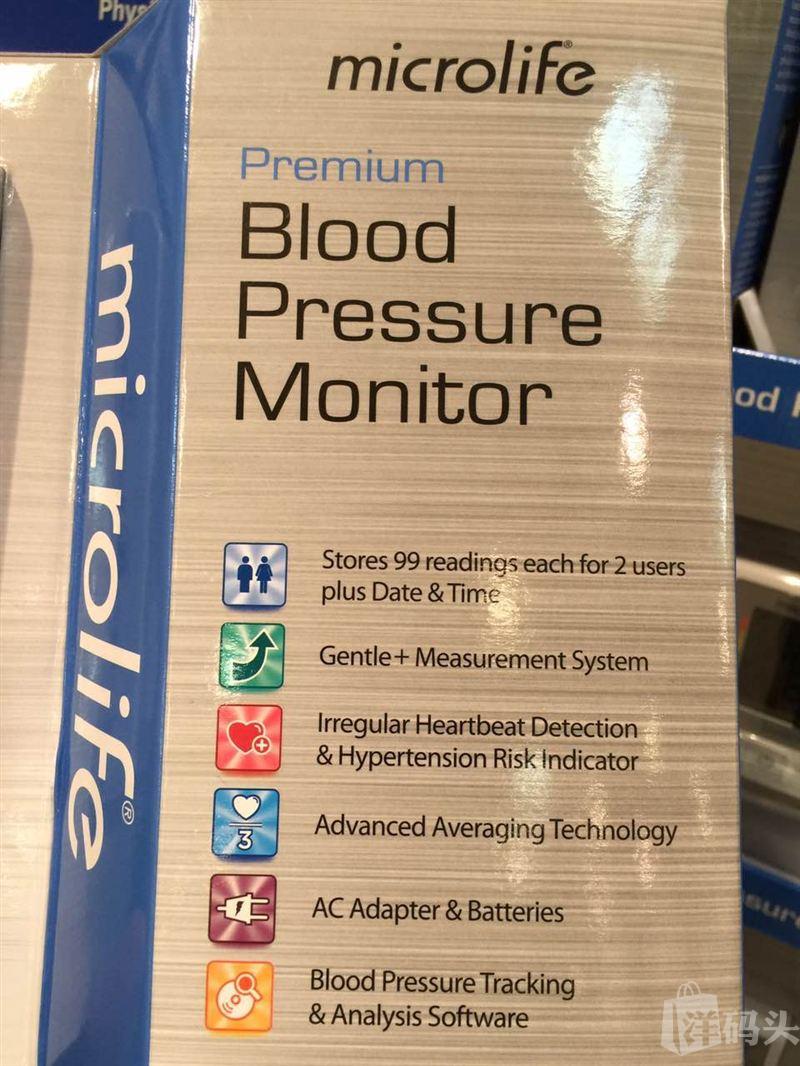 microlife®
Premium
Blood
Pressure
Monitor
Stores 99 readings each for 2 users
plus Date & Time
Gentle+ Measurement System
Irregular Heartbeat Detection
& Hypertension Risk Indicator
3
Advanced Averaging Technology
AC Adapter & Batteries
Blood Pressure Tracking
& Analysis Software
microlife®
洋码头